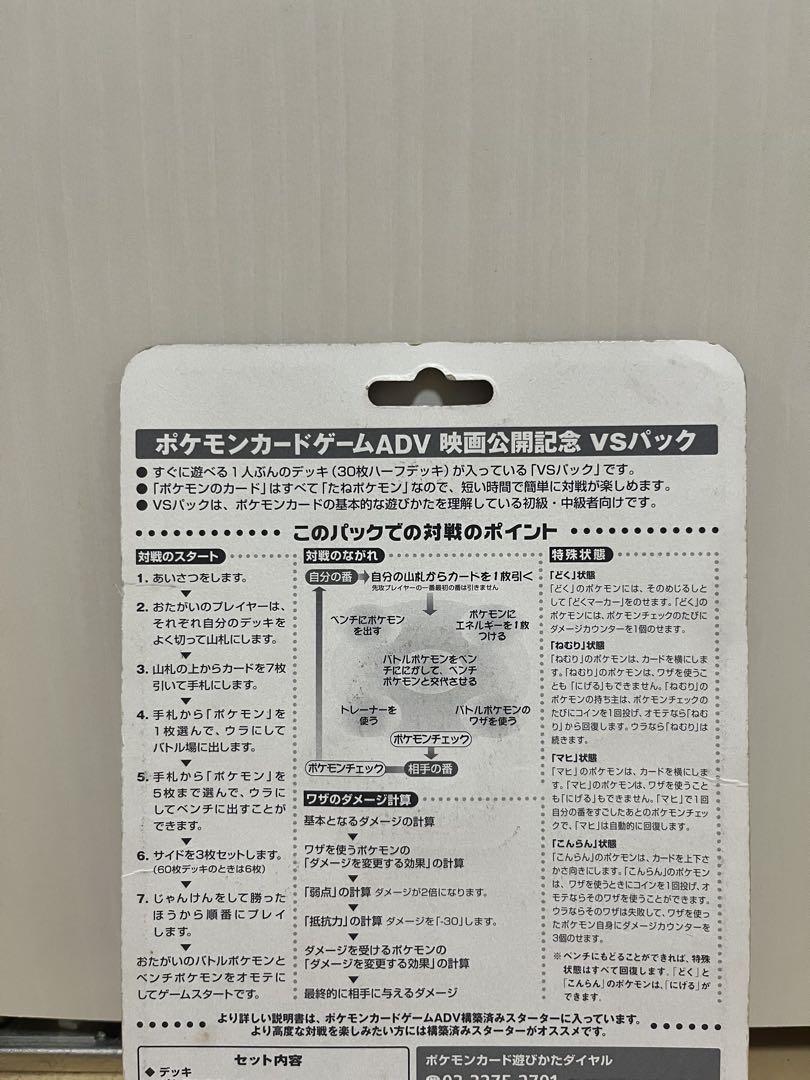 ポケモンカードゲームADV 映画公開記念 VSパック
● すぐに遊べる1人ぶんのデッキ(30枚ハーフデッキ)が入っている「VSパック」です。
● 「ポケモンのカード」はすべて「たねポケモン」なので、短い時間で簡単に対戦が楽しめます。
● VSパックは、ポケモンカードの基本的な遊びかたを理解している初級・中級者向けです。
このパックでの対戦のポイント
対戦のスタート
1. あいさつをします。
▼
2. おたがいのプレイヤーは、
それぞれ自分のデッキを
よく切って山札にします。
▼
3. 山札の上からカードを7枚
引いて手札にします。
▼
4. 手札から「ポケモン」を
1枚選んで、ウラにして
バトル場に出します。
▼
5. 手札から「ポケモン」を
5枚まで選んで、ウラに
してベンチに出すことが
できます。
▼
6. サイドを3枚セットします。
(60枚デッキのときは6枚)
▼
7. じゃんけんをして勝った
ほうから順番にプレイ
します。
▼
おたがいのバトルポケモンと
ベンチポケモンをオモテに
してゲームスタートです。
対戦のながれ
自分の番 自分の山札からカードを1枚引く
先攻プレイヤーの一番最初の番は引きません
ベンチにポケモン
を出す
ポケモンに
エネルギーを1枚
つける
バトルポケモンをベン
チににがして、ベンチ
ポケモンと交代させる
トレーナーを
使う
バトルポケモンの
ワザを使う
ポケモンチェック
ポケモンチェック 相手の番
ワザのダメージ計算
基本となるダメージの計算
▼
ワザを使うポケモンの
「ダメージを変更する効果」の計算
▼
「弱点」の計算 ダメージが2倍になります。
▼
「抵抗力」の計算 ダメージを「-30」します。
▼
ダメージを受けるポケモンの
「ダメージを変更する効果」の計算
▼
最終的に相手に与えるダメージ
特殊状態
「どく」状態
「どく」のポケモンには、そのめじるしと
して「どくマーカー」をのせます。「どく」の
ポケモンには、ポケモンチェックのたびに
ダメージカウンターを1個のせます。
「ねむり」状態
「ねむり」のポケモンは、カードを横にしま
す。「ねむり」のポケモンは、ワザを使うこ
とも「にげる」もできません。「ねむり」の
ポケモンの持ち主は、ポケモンチェックの
たびにコインを1回投げ、オモテなら「ねむ
り」から回復します。ウラなら「ねむり」は
続きます。
「マヒ」状態
「マヒ」のポケモンは、カードを横にしま
す。「マヒ」のポケモンは、ワザを使うこと
も「にげる」もできません。「マヒ」で1回
自分の番をすごしたあとのポケモンチェッ
クで、「マヒ」は自動的に回復します。
「こんらん」状態
「こんらん」のポケモンは、カードを上下さ
かさ向きにします。「こんらん」のポケモン
は、ワザを使うときにコインを1回投げ、オ
モテならそのワザを使うことができます。
ウラならそのワザは失敗して、ワザを使っ
たポケモン自身にダメージカウンターを
3個のせます。
※ベンチにもどることができれば、特殊
状態はすべて回復します。「どく」と
「こんらん」のポケモンは、「にげる」が
できます。
より詳しい説明書は、ポケモンカードゲームADV構築済みスターターに入っています。
より高度な対戦を楽しみたい方には構築済みスターターがオススメです。
セット内容
◆ デッキ
ポケモンカード遊びかたダイヤル